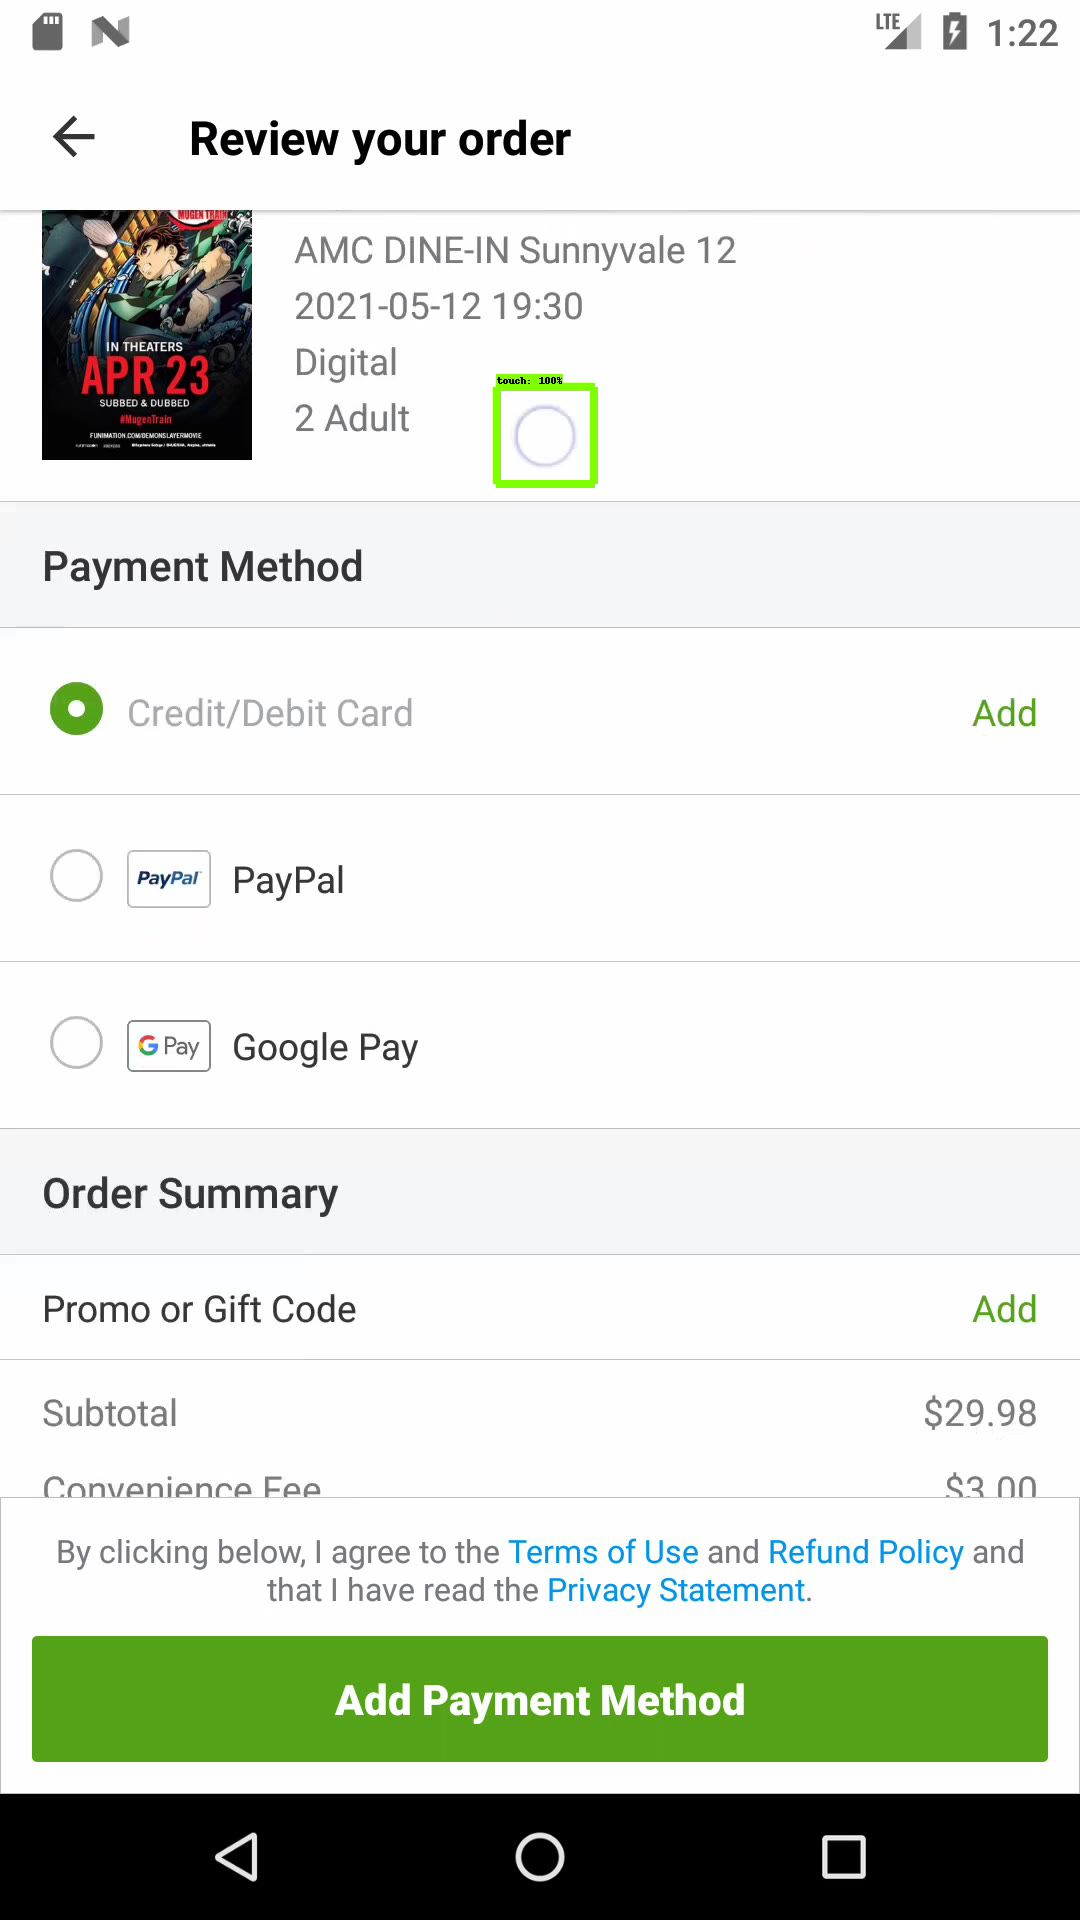 LTE 1:22
Review your order
MUGEN TRAIN
IN THEATERS
APR 23
SUBBED & DUBBED
#MugenTrain
FUNIMATION.COM/DEMONSLAYERMOVIE
AMC DINE-IN Sunnyvale 12
2021-05-12 19:30
Digital
touch: 100%
2 Adult
Payment Method
Credit/Debit Card Add
PayPal PayPal
G Pay Google Pay
Order Summary
Promo or Gift Code Add
Subtotal $29.98
Convenience Fee $3.00
By clicking below, I agree to the Terms of Use and Refund Policy and
that I have read the Privacy Statement.
Add Payment Method